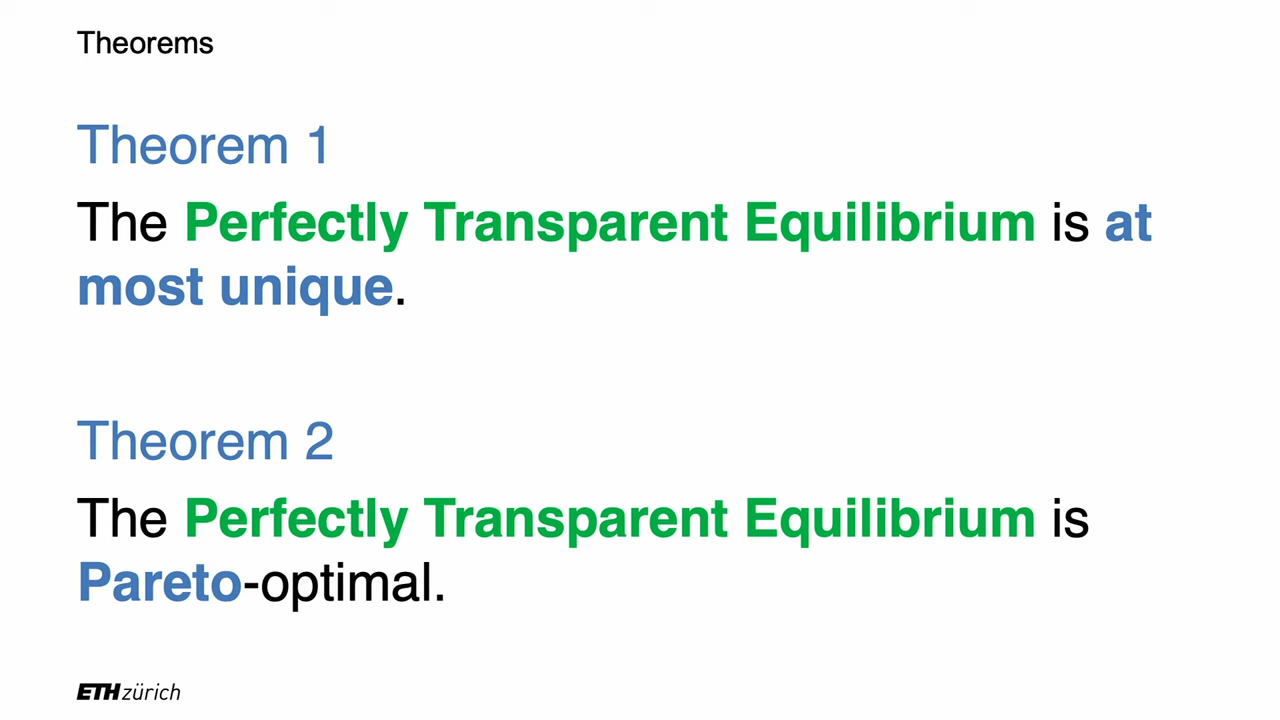 Theorems
Theorem 1
The Perfectly Transparent Equilibrium is at
most unique.
Theorem 2
The Perfectly Transparent Equilibrium is
Pareto-optimal.
ETH zürich